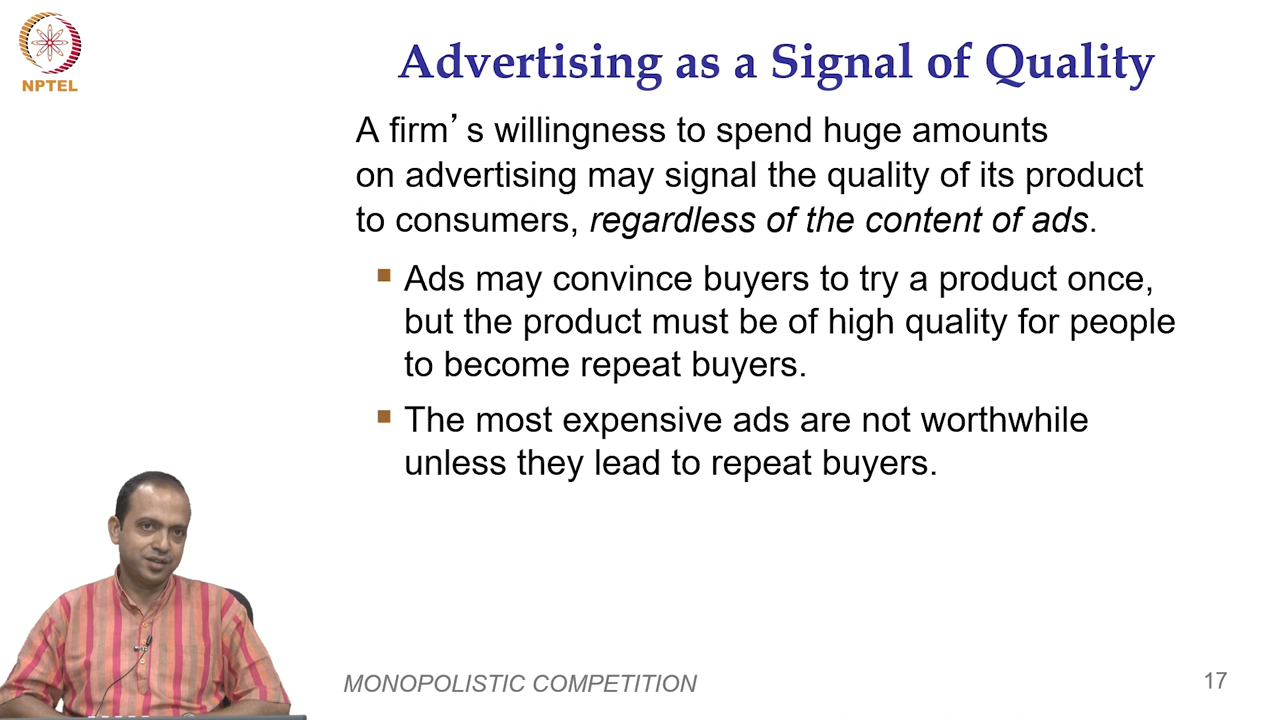 NPTEL
Advertising as a Signal of Quality
A firm’s willingness to spend huge amounts
on advertising may signal the quality of its product
to consumers, regardless of the content of ads.
Ads may convince buyers to try a product once,
but the product must be of high quality for people
to become repeat buyers.
The most expensive ads are not worthwhile
unless they lead to repeat buyers.
MONOPOLISTIC COMPETITION
17